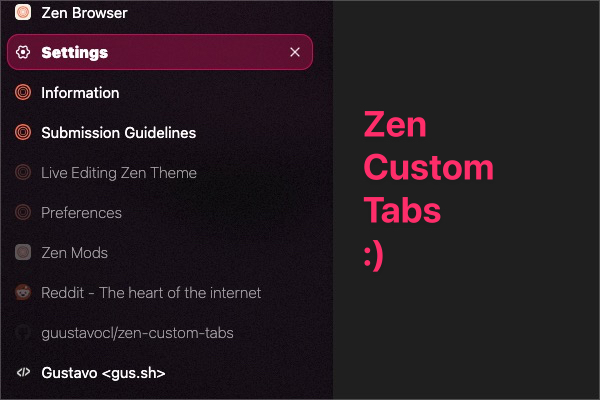 Zen Browser
Settings
Information
Submission Guidelines
Live Editing Zen Theme
Preferences
Zen Mods
Reddit - The heart of the internet
guustavocl/zen-custom-tabs
Gustavo <gus.sh>
Zen
Custom
Tabs
:)